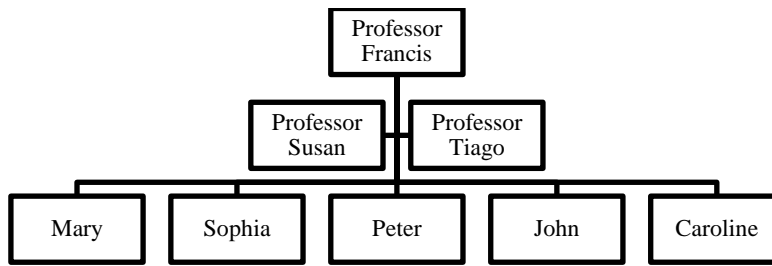 Professor
Francis
Professor
Susan
Professor
Tiago
Mary
Sophia
Peter
John
Caroline